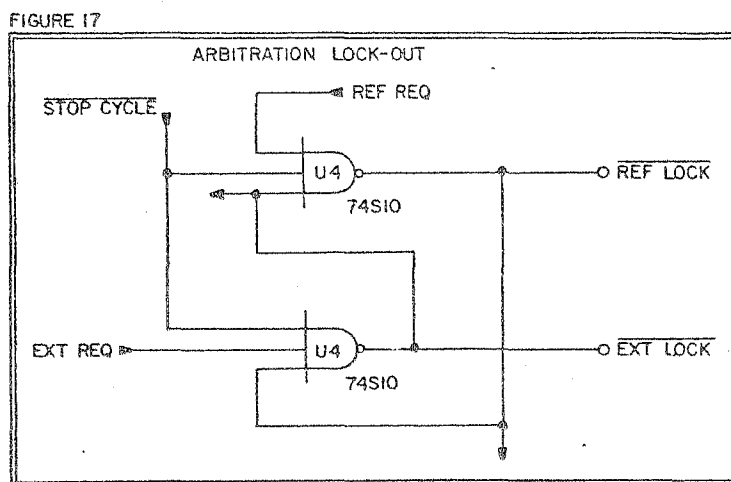 FIGURE 17
ARBITRATION LOCK-OUT
STOP CYCLE
REF REQ
U4
REF LOCK
74S10
EXT REQ
U4
EXT LOCK
74S10